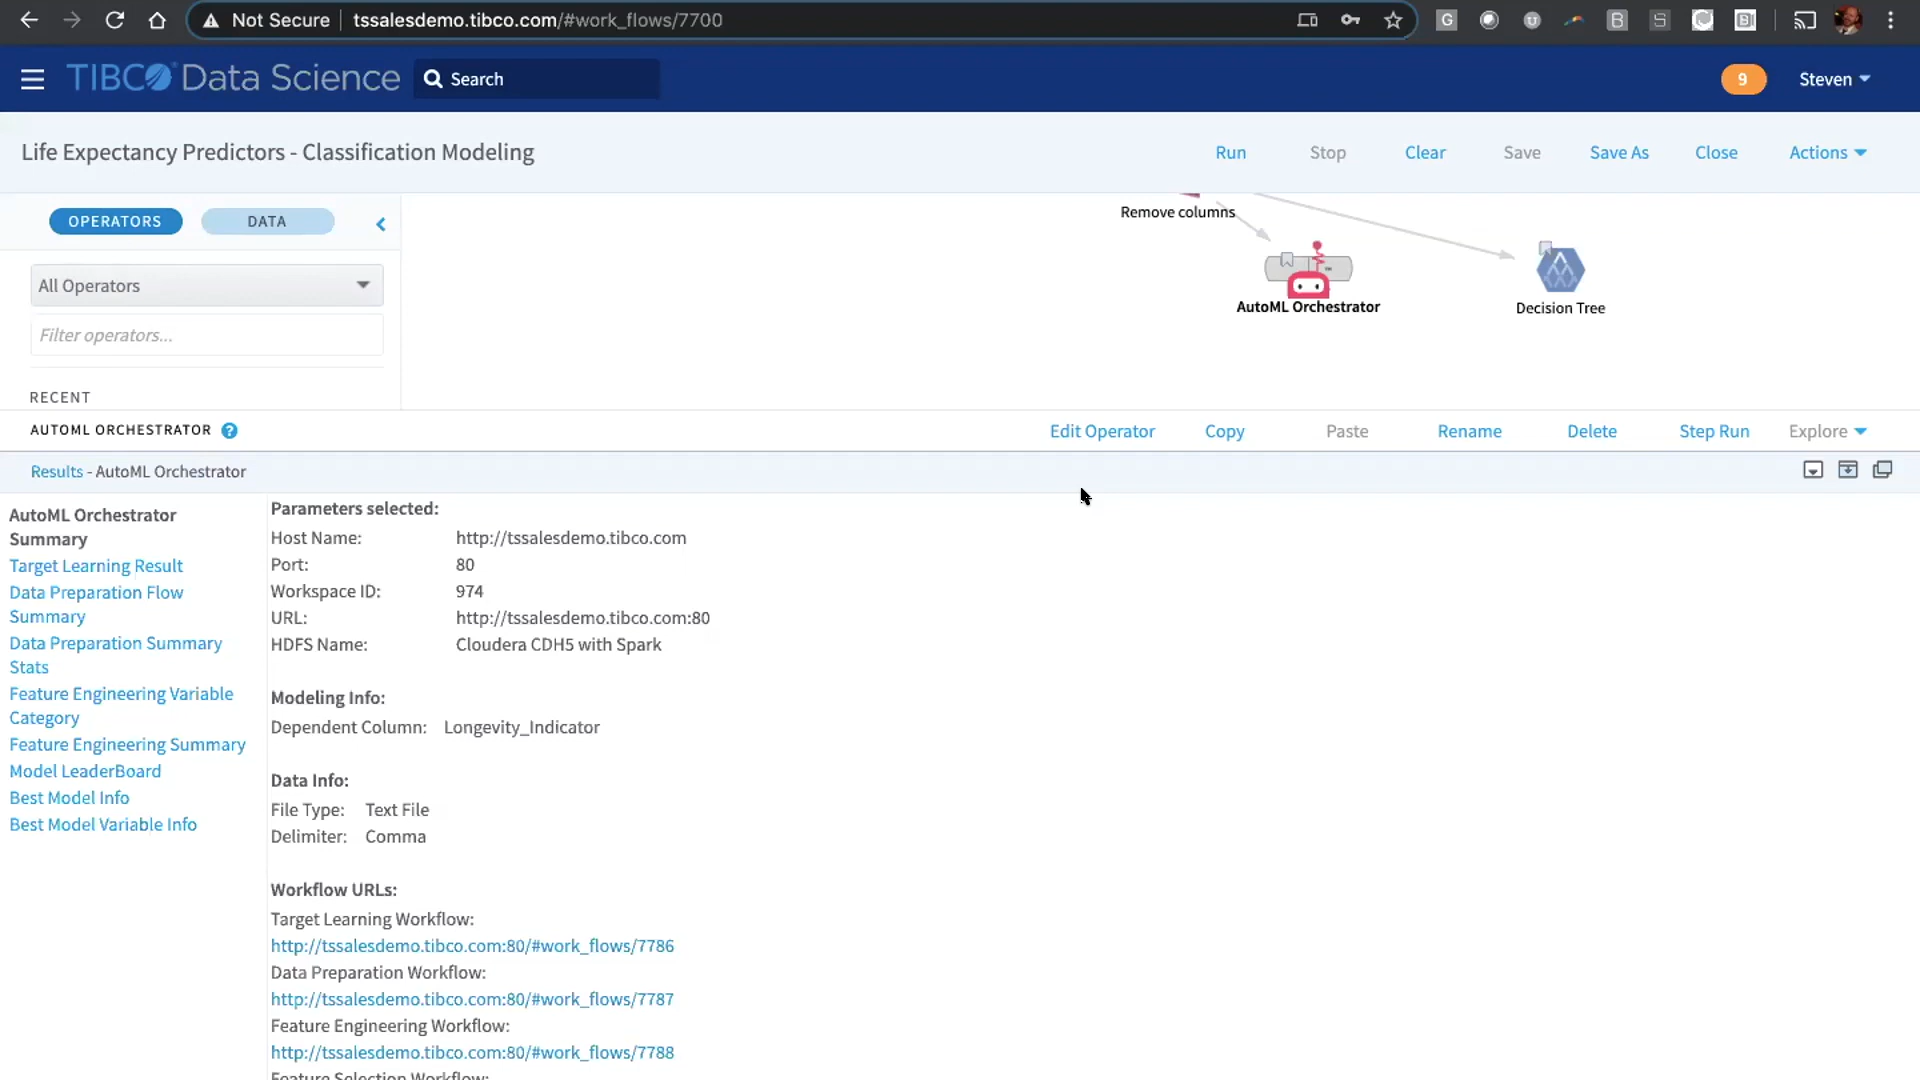 Not Secure
tssalesdemo.tibco.com/#work_flows/7700
TIBCO Data Science
Search
9
Steven
Life Expectancy Predictors - Classification Modeling
Run
Stop
Clear
Save
Save As
Close
Actions
OPERATORS
DATA
All Operators
Filter operators...
RECENT
Remove columns
AutoML Orchestrator
Decision Tree
AUTOML ORCHESTRATOR ?
Edit Operator
Copy
Paste
Rename
Delete
Step Run
Explore
Results - AutoML Orchestrator
AutoML Orchestrator
Summary
Target Learning Result
Data Preparation Flow
Summary
Data Preparation Summary
Stats
Feature Engineering Variable
Category
Feature Engineering Summary
Model LeaderBoard
Best Model Info
Best Model Variable Info
Parameters selected:
Host Name: http://tssalesdemo.tibco.com
Port: 80
Workspace ID: 974
URL: http://tssalesdemo.tibco.com:80
HDFS Name: Cloudera CDH5 with Spark
Modeling Info:
Dependent Column: Longevity_Indicator
Data Info:
File Type: Text File
Delimiter: Comma
Workflow URLs:
Target Learning Workflow:
http://tssalesdemo.tibco.com:80/#work_flows/7786
Data Preparation Workflow:
http://tssalesdemo.tibco.com:80/#work_flows/7787
Feature Engineering Workflow:
http://tssalesdemo.tibco.com:80/#work_flows/7788
Feature Selection Workflow: